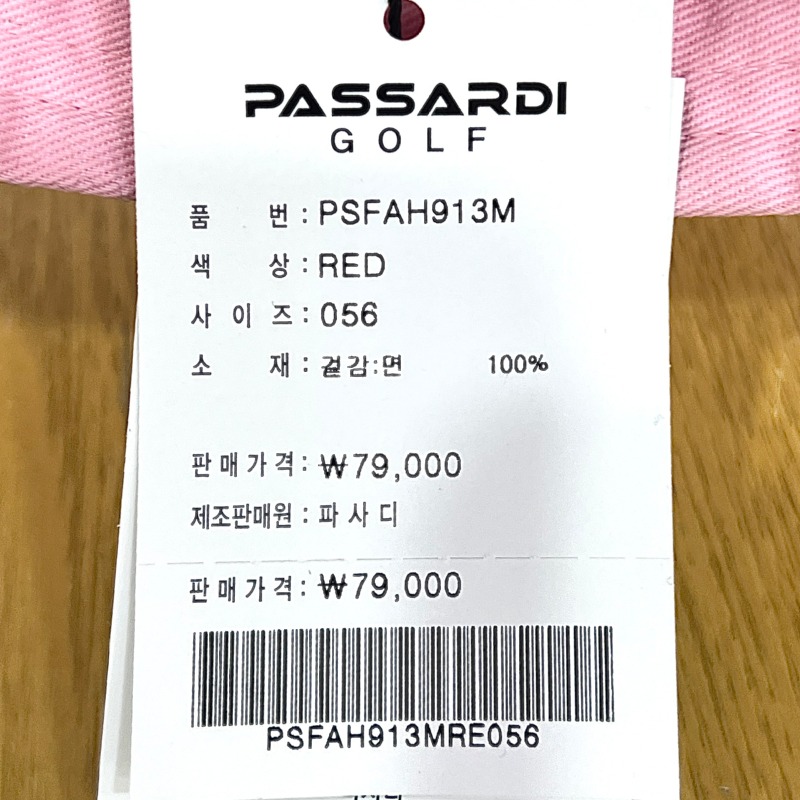 PASSARDI
GOLF
품 번 : PSFAH913M
색 상 : RED
사 이 즈 : 056
소 재 : 겉감:면 100%
판 매 가 격 : ₩79,000
제조판매원 : 파 사 디
판 매 가 격 : ₩79,000
PSFAH913MRE056